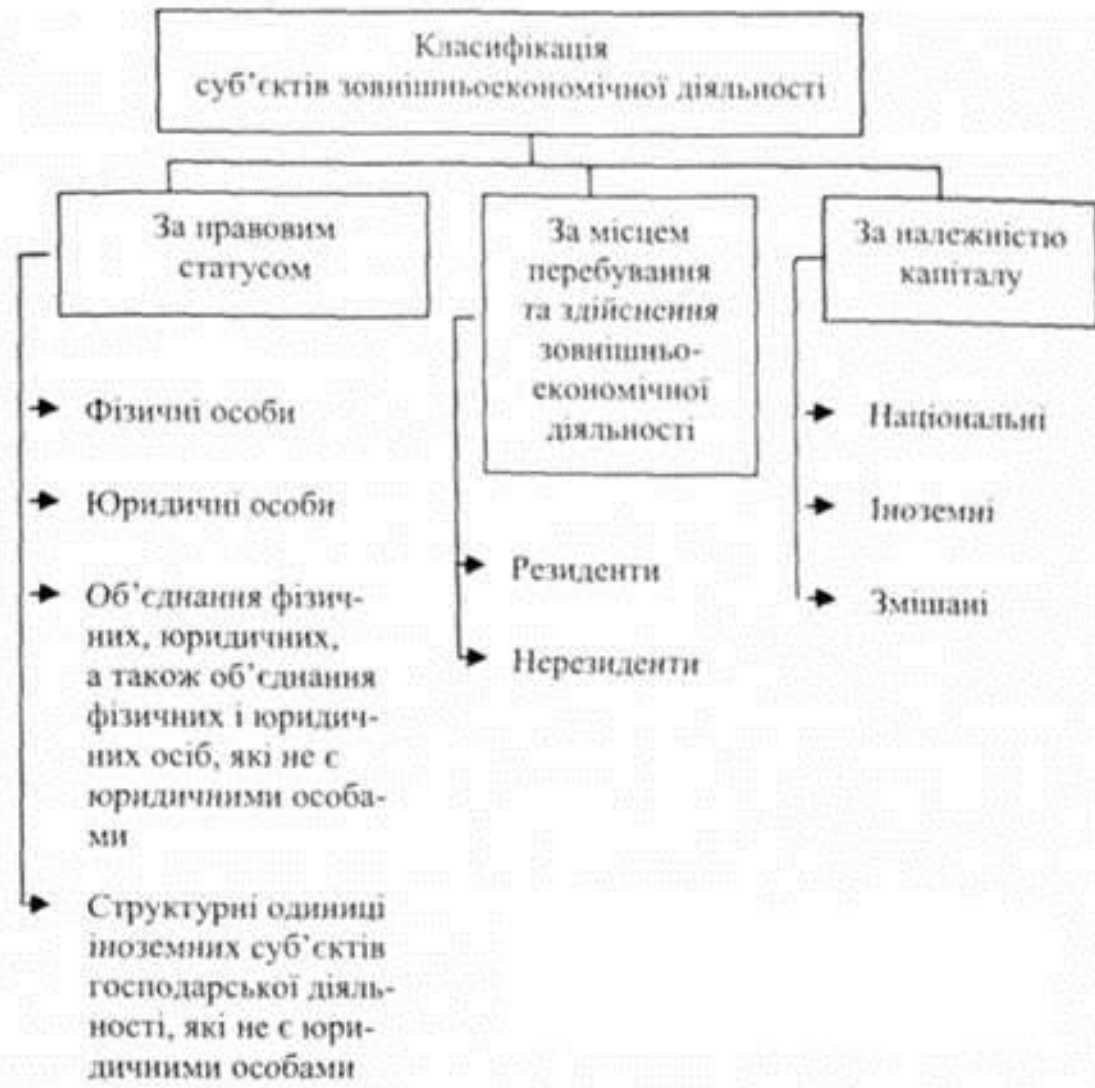 Класифікація
суб’єктів зовнішньоекономічної діяльності
За правовим
статусом
Фізичні особи
Юридичні особи
Об’єднання фізич-
них, юридичних,
а також об’єднання
фізичних і юридич-
них осіб, які не є
юридичними особа-
ми
Структурні одиниці
іноземних суб’єктів
господарської діяль-
ності, які не є юри-
дичними особами
За місцем
перебування
та здійснення
зовнішньо-
економічної
діяльності
Резиденти
Нерезиденти
За належністю
капіталу
Національні
Іноземні
Змішані